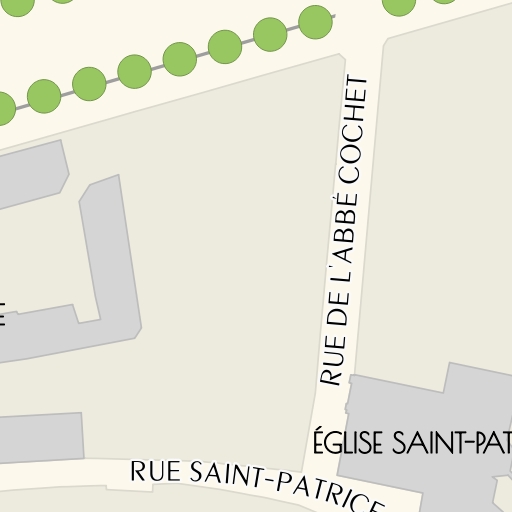 RUE DE L'ABBÉ COCHET
ÉGLISE SAINT-PAT
RUE SAINT-PATRICE